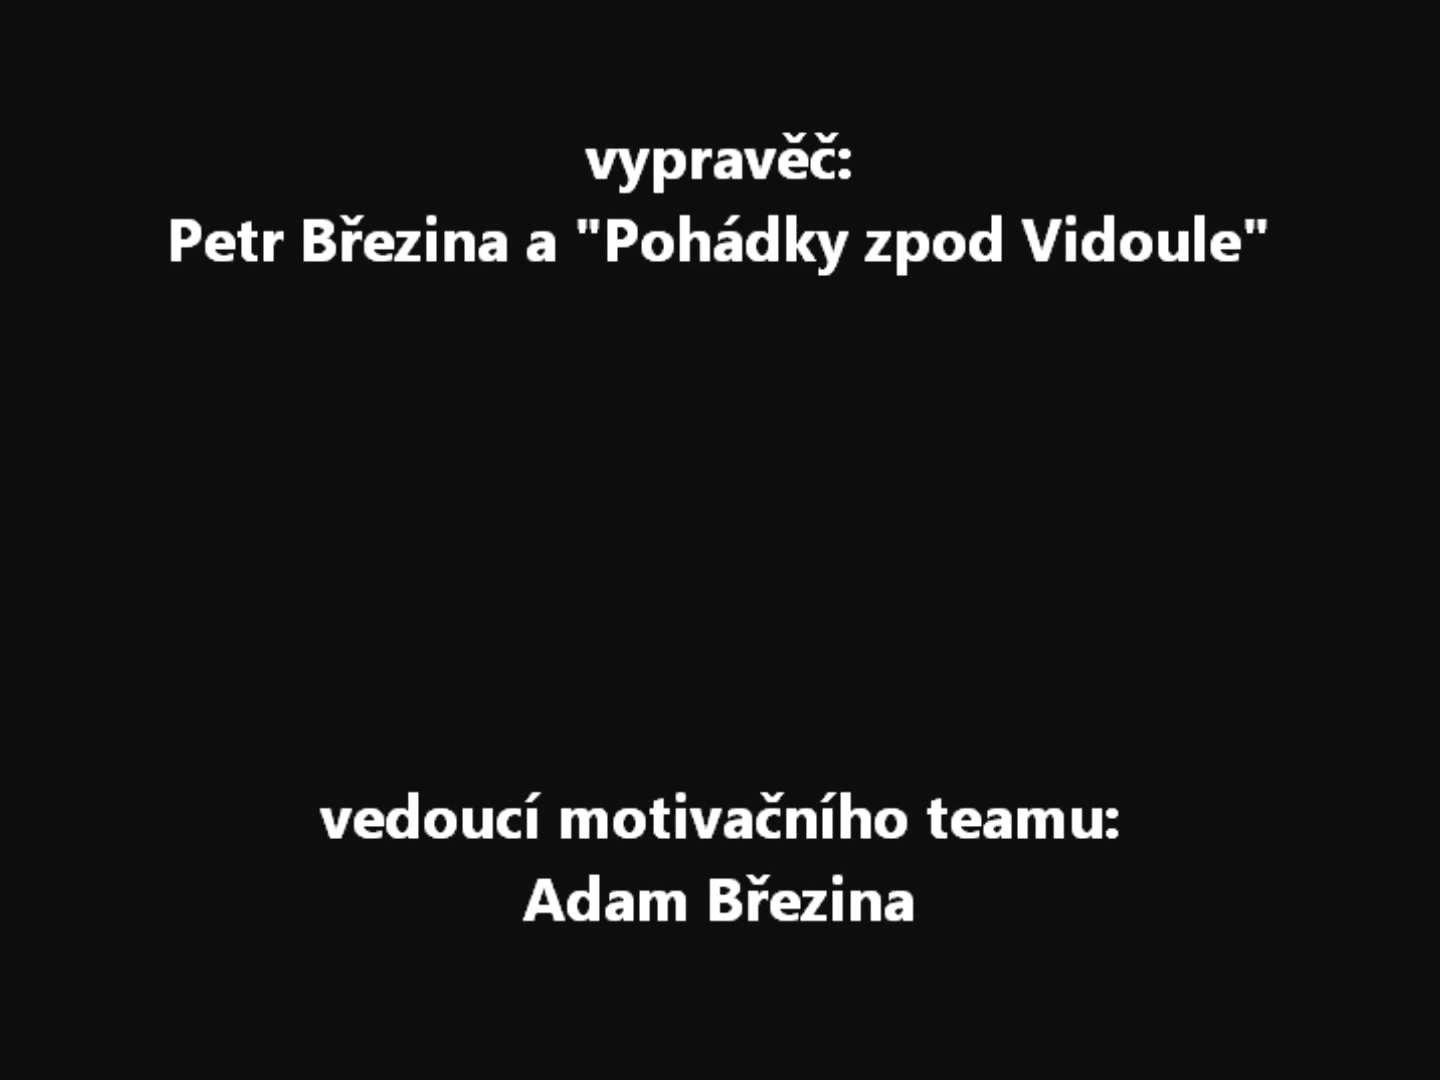 vypravěč:
Petr Březina a "Pohádky zpod Vidoule"
vedoucí motivačního teamu:
Adam Březina